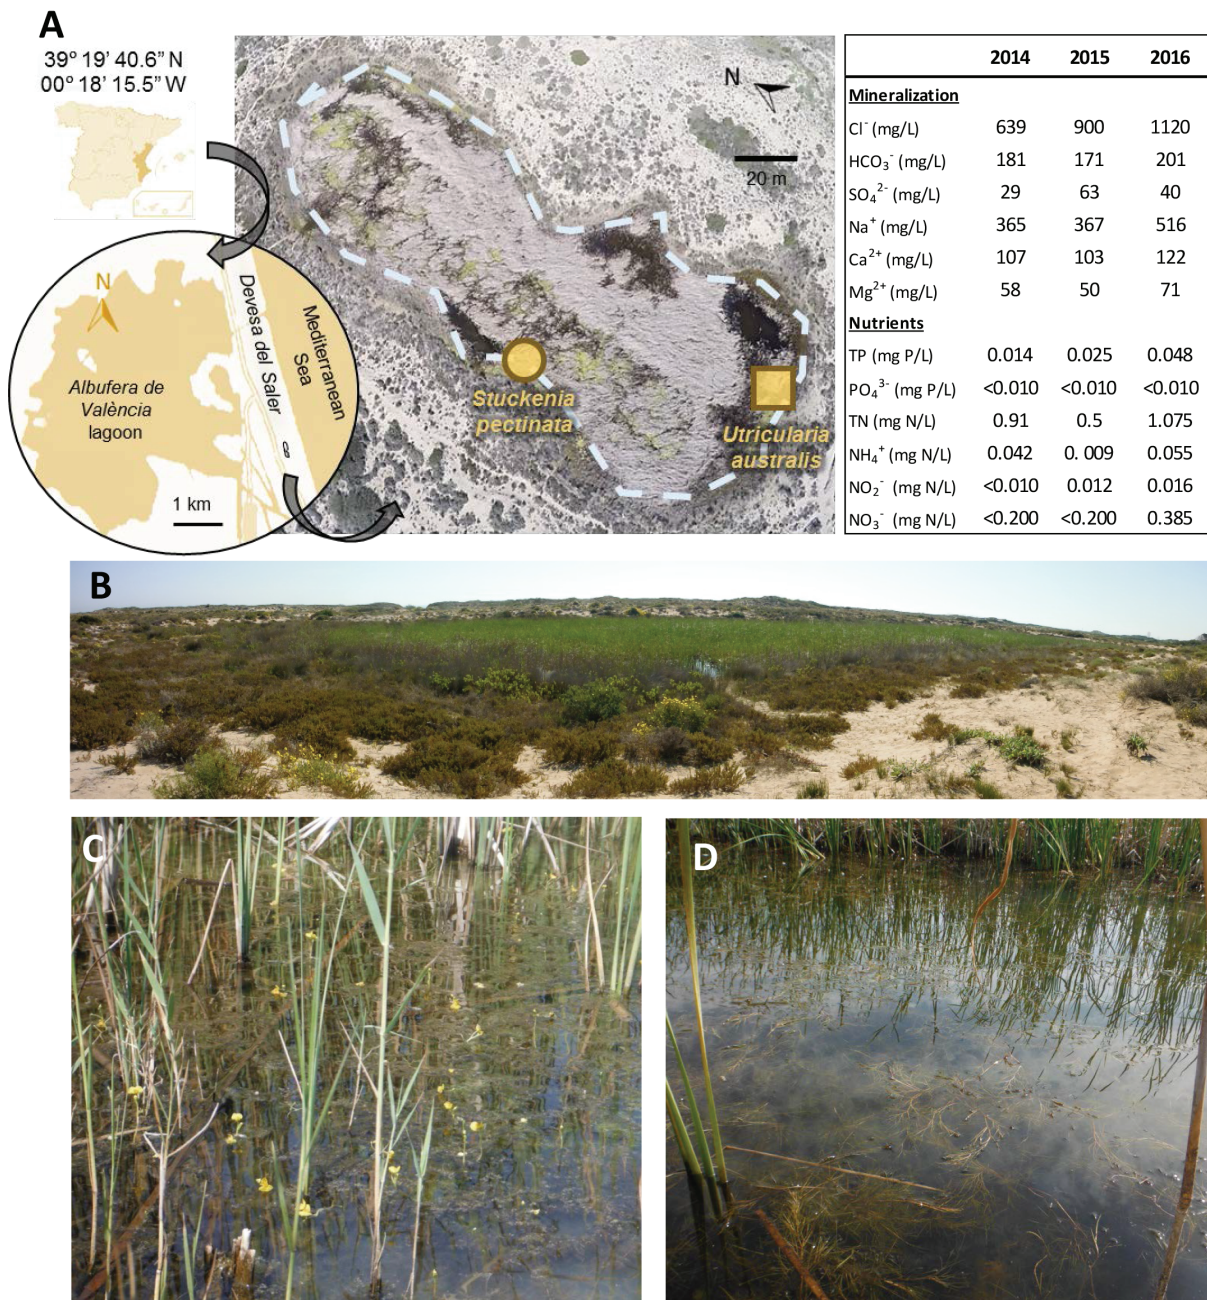 A
39º 19' 40.6" N
00º 18' 15.5" W
N
20 m
Stuckenia
pectinata
Utricularia
australis
N
Devesa del Saler
Mediterranean
Sea
Albufera de
València
lagoon
1 km
2014 2015 2016
Mineralization
Cl⁻ (mg/L) 639 900 1120
HCO₃⁻ (mg/L) 181 171 201
SO₄²⁻ (mg/L) 29 63 40
Na⁺ (mg/L) 365 367 516
Ca²⁺ (mg/L) 107 103 122
Mg²⁺ (mg/L) 58 50 71
Nutrients
TP (mg P/L) 0.014 0.025 0.048
PO₄³⁻ (mg P/L) <0.010 <0.010 <0.010
TN (mg N/L) 0.91 0.5 1.075
NH₄⁺ (mg N/L) 0.042 0. 009 0.055
NO₂⁻ (mg N/L) <0.010 0.012 0.016
NO₃⁻ (mg N/L) <0.200 <0.200 0.385
B
C
D